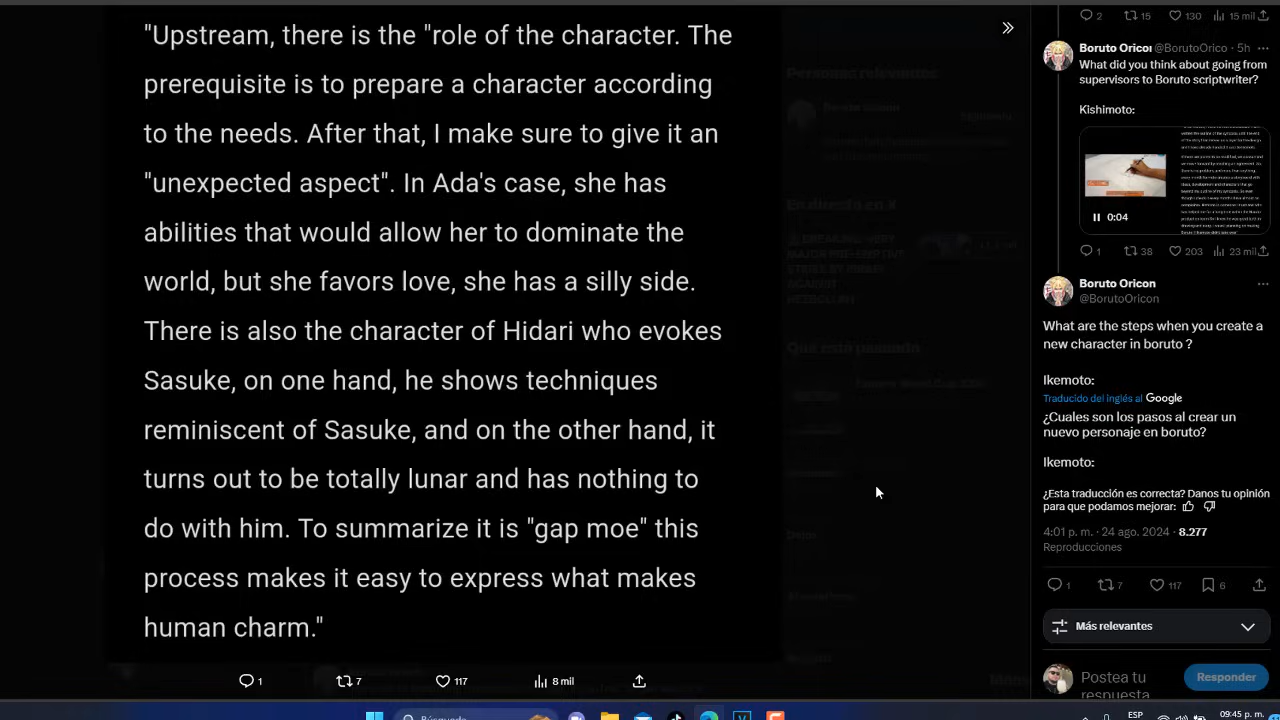 "Upstream, there is the "role of the character. The
prerequisite is to prepare a character according
to the needs. After that, I make sure to give it an
"unexpected aspect". In Ada's case, she has
abilities that would allow her to dominate the
world, but she favors love, she has a silly side.
There is also the character of Hidari who evokes
Sasuke, on one hand, he shows techniques
reminiscent of Sasuke, and on the other hand, it
turns out to be totally lunar and has nothing to
do with him. To summarize it is "gap moe" this
process makes it easy to express what makes
human charm."
1 7 117 8 mil
Personas relevantes
En directo en X
Qué está pasando
2 15 130 15 mil
Boruto Oricon @BorutoOrico · 5h
What did you think about going from
supervisors to Boruto scriptwriter?
Kishimoto:
0:04
1 38 203 23 mil
Boruto Oricon
@BorutoOricon
What are the steps when you create a
new character in boruto ?
Ikemoto:
Traducido del inglés al Google
¿Cuales son los pasos al crear un
nuevo personaje en boruto?
Ikemoto:
¿Esta traducción es correcta? Danos tu opinión
para que podamos mejorar:
4:01 p. m. · 24 ago. 2024 · 8.277
Reproducciones
1 7 117 6
Más relevantes
Postea tu
respuesta
Responder
Búsqueda
ESP
09:45 p. m.